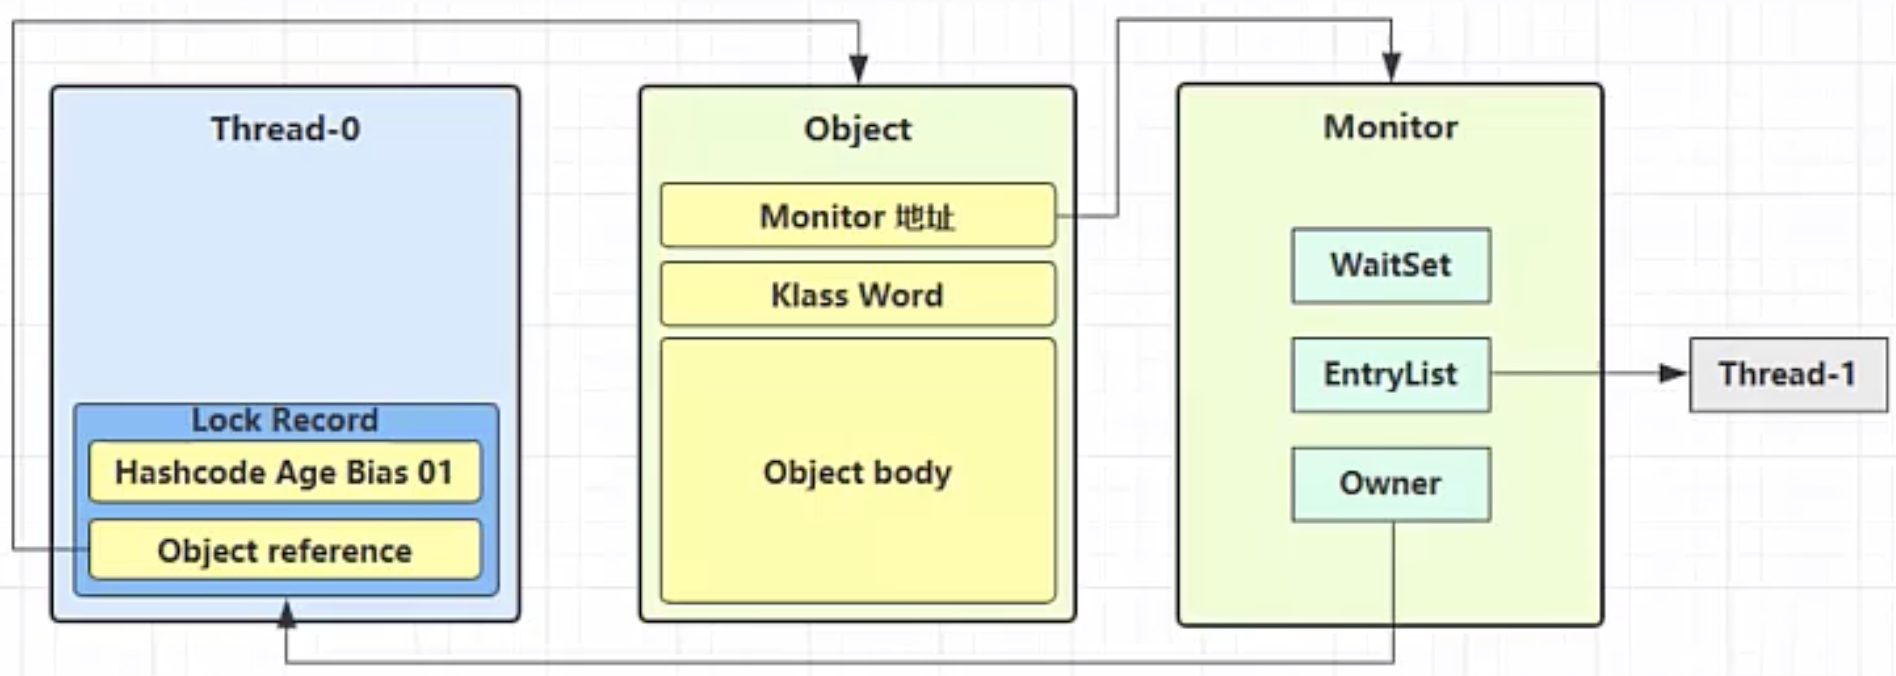 Thread-0
Lock Record
Hashcode Age Bias 01
Object reference
Object
Monitor 地址
Klass Word
Object body
Monitor
WaitSet
EntryList
Owner
Thread-1